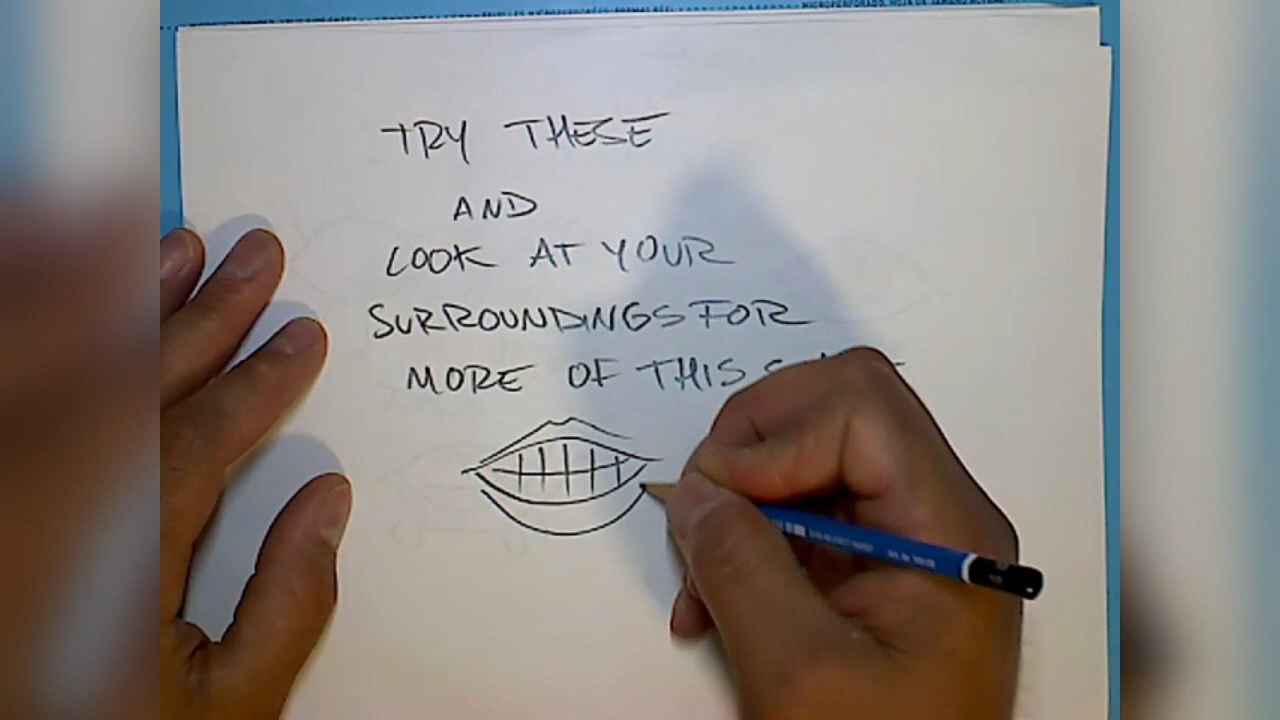 TRY THESE
AND
LOOK AT YOUR
SURROUNDINGS FOR
MORE OF THIS